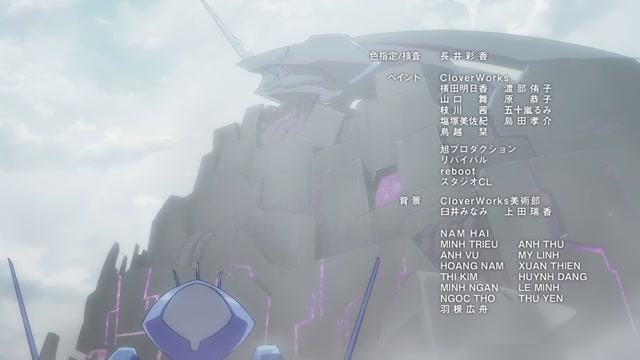 色指定/検査 長井彩香
ペイント CloverWorks
横田明日香 渡部侑子
山口 舞 原 恭子
枝川 茜 五十嵐るみ
塩塚美佐紀 島田孝介
鳥越 栞
旭プロダクション
リバイバル
reboot
スタジオCL
背景 CloverWorks美術部
臼井みなみ 上田瑞香
NAM HAI
MINH TRIEU ANH THU
ANH VU MY LINH
HOANG NAM XUAN THIEN
THI KIM HUYNH DANG
MINH NGAN LE MINH
NGOC THO THU YEN
羽根広舟